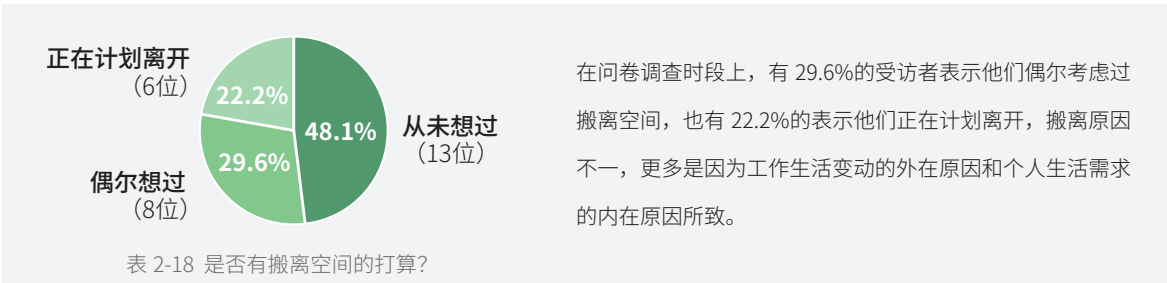 正在计划离开
（6位）
22.2%
48.1%
从未想过
（13位）
29.6%
偶尔想过
（8位）
表 2-18 是否有搬离空间的打算？
在问卷调查时段上，有 29.6%的受访者表示他们偶尔考虑过
搬离空间，也有 22.2%的表示他们正在计划离开，搬离原因
不一，更多是因为工作生活变动的外在原因和个人生活需求
的内在原因所致。